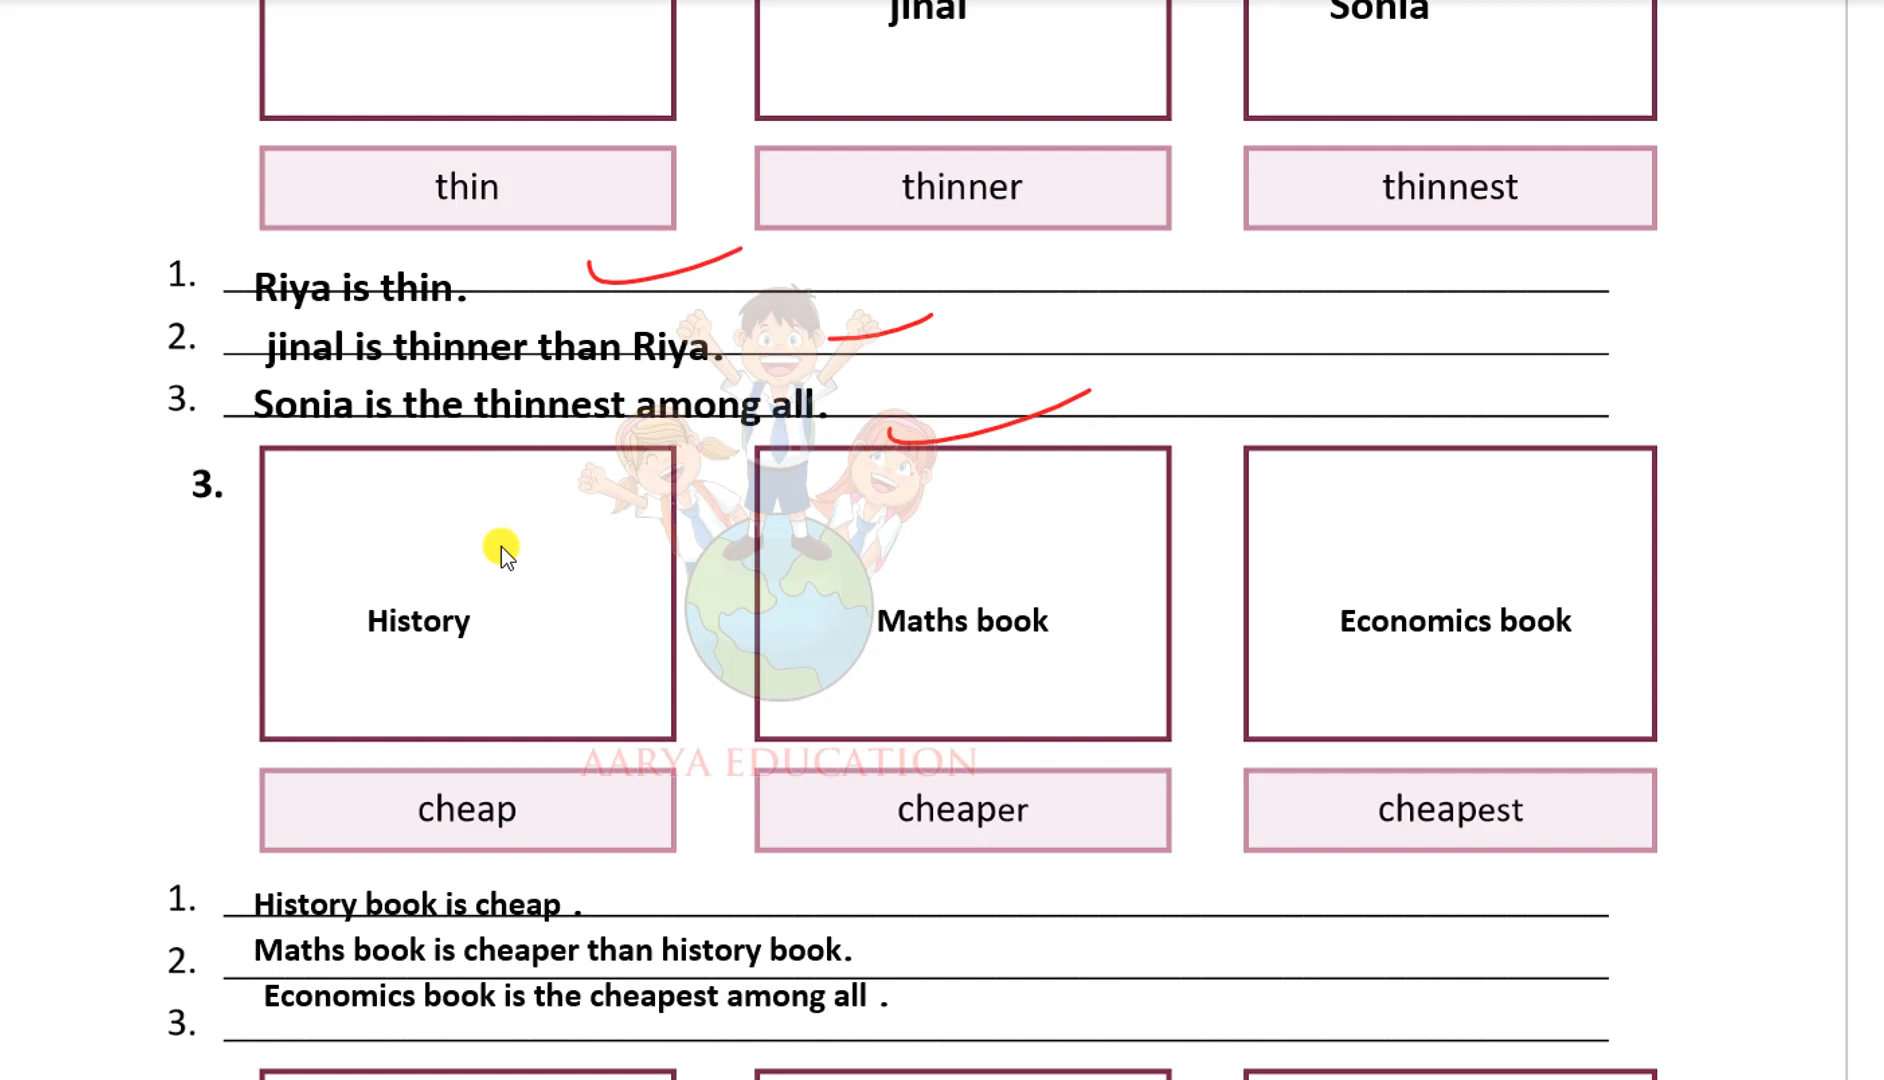 jinal Sonia
thin thinner thinnest
1. Riya is thin.
2. jinal is thinner than Riya.
3. Sonia is the thinnest among all.
3.
History Maths book Economics book
AARYA EDUCATION
cheap cheaper cheapest
1. History book is cheap .
2. Maths book is cheaper than history book.
3. Economics book is the cheapest among all .